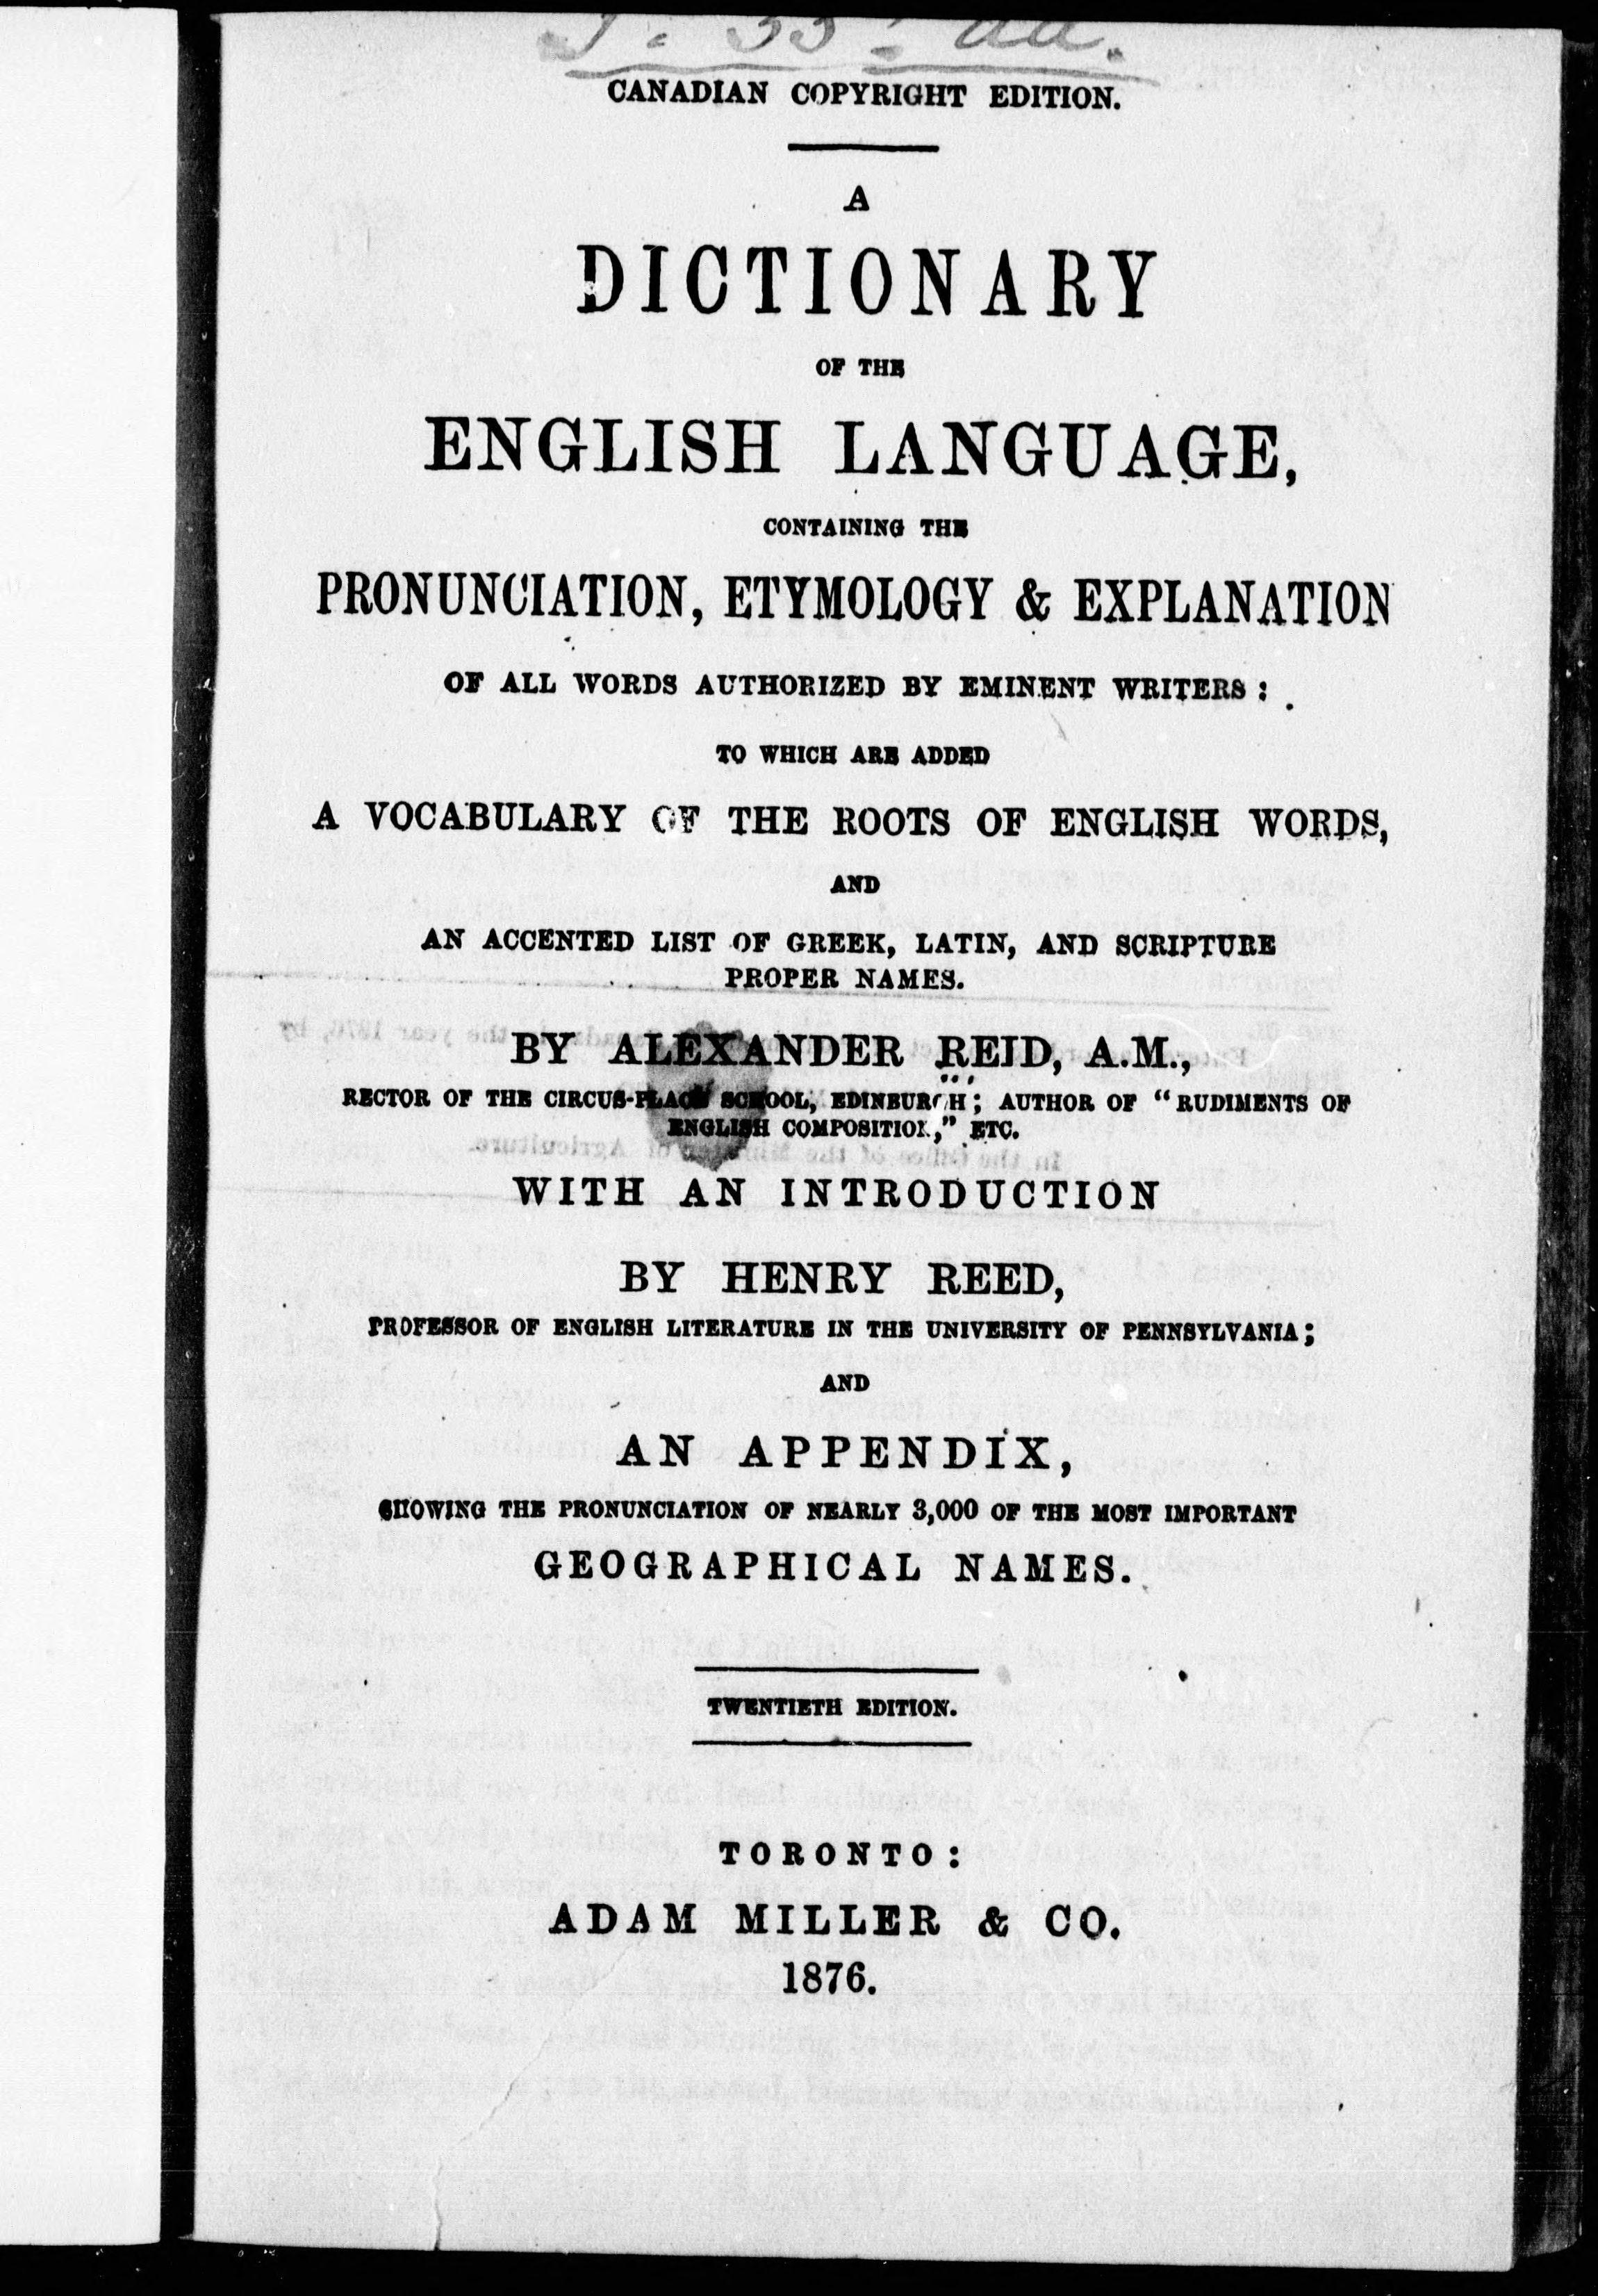 CANADIAN COPYRIGHT EDITION.
A
DICTIONARY
OF THE
ENGLISH LANGUAGE,
CONTAINING THE
PRONUNCIATION, ETYMOLOGY & EXPLANATION
OF ALL WORDS AUTHORIZED BY EMINENT WRITERS:
TO WHICH ARE ADDED
A VOCABULARY OF THE ROOTS OF ENGLISH WORDS,
AND
AN ACCENTED LIST OF GREEK, LATIN, AND SCRIPTURE
PROPER NAMES.
BY ALEXANDER REID, A.M.,
RECTOR OF THE CIRCUS-PLACE SCHOOL, EDINBURGH; AUTHOR OF "RUDIMENTS OF
ENGLISH COMPOSITION," ETC.
WITH AN INTRODUCTION
BY HENRY REED,
PROFESSOR OF ENGLISH LITERATURE IN THE UNIVERSITY OF PENNSYLVANIA;
AND
AN APPENDIX,
SHOWING THE PRONUNCIATION OF NEARLY 3,000 OF THE MOST IMPORTANT
GEOGRAPHICAL NAMES.
TWENTIETH EDITION.
TORONTO:
ADAM MILLER & CO.
1876.